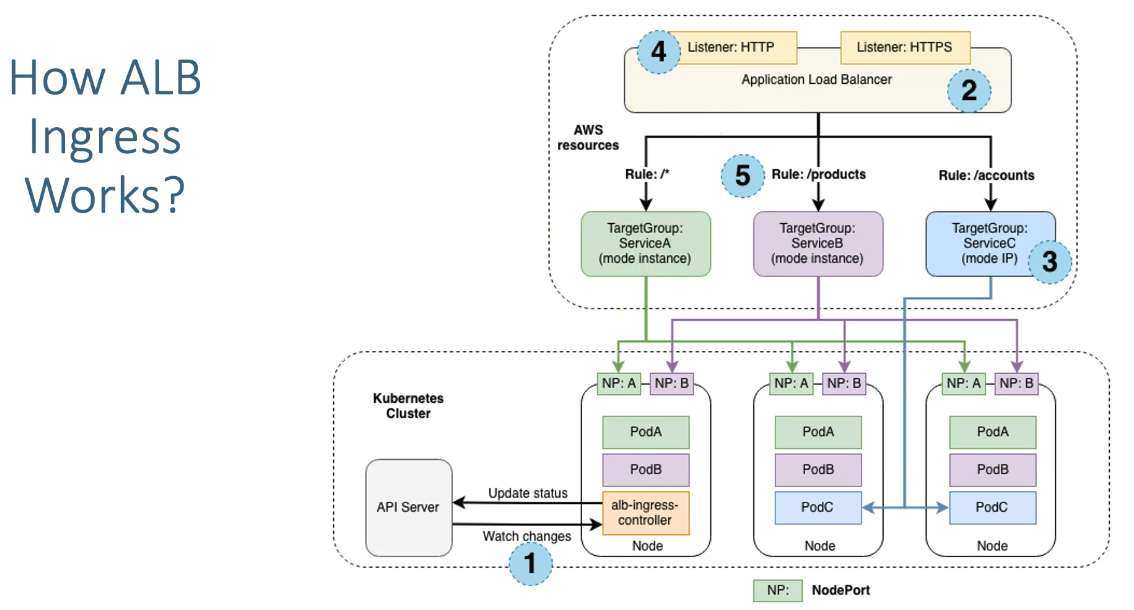 How ALB
Ingress
Works?
4
Listener: HTTP
Listener: HTTPS
Application Load Balancer
2
AWS
resources
Rule: /*
5
Rule: /products
Rule: /accounts
TargetGroup:
ServiceA
(mode instance)
TargetGroup:
ServiceB
(mode instance)
TargetGroup:
ServiceC
(mode IP)
3
Kubernetes
Cluster
NP: A
NP: B
NP: A
NP: B
NP: A
NP: B
PodA
PodB
alb-ingress-
controller
Node
PodA
PodB
PodC
Node
PodA
PodB
PodC
Node
API Server
Update status
Watch changes
1
NP:
NodePort